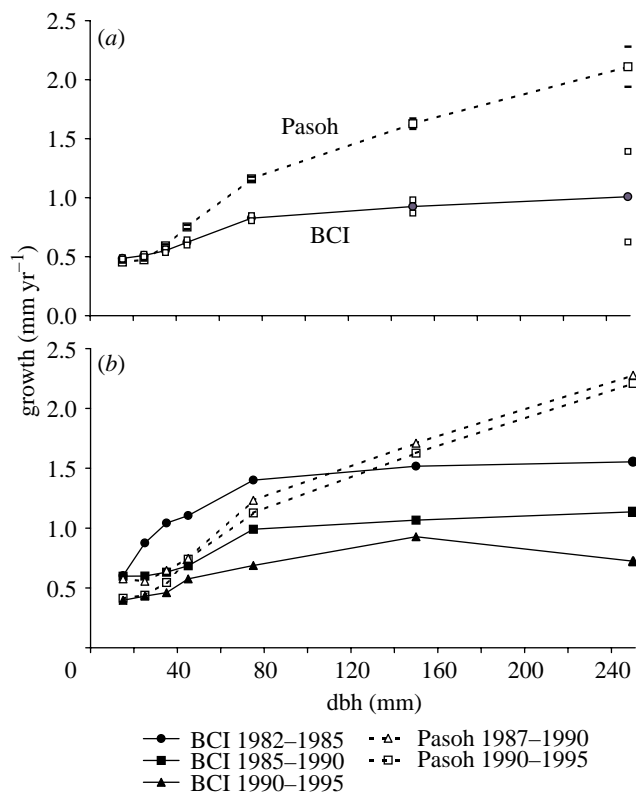 2.5
(a)
2.0
Pasoh
1.5
1.0
BCI
0.5
0.0
growth (mm yr⁻¹)
2.5
(b)
2.0
1.5
1.0
0.5
0 40 80 120 160 200 240
dbh (mm)
BCI 1982–1985
BCI 1985–1990
BCI 1990–1995
Pasoh 1987–1990
Pasoh 1990–1995